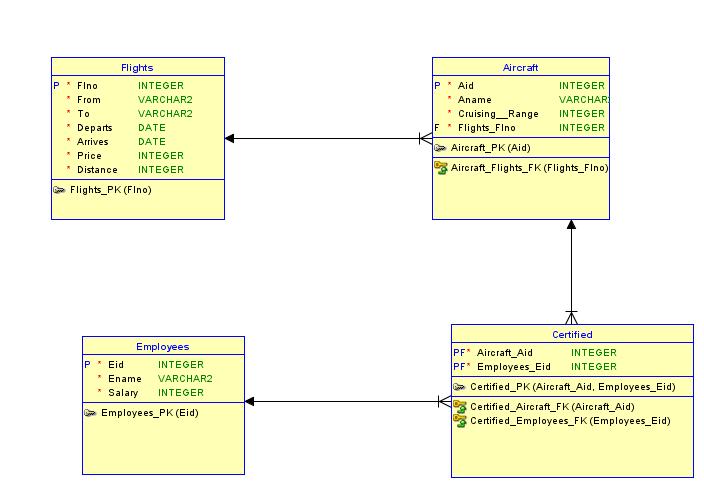 Flights
P * Flno INTEGER
* From VARCHAR2
* To VARCHAR2
* Departs DATE
* Arrives DATE
* Price INTEGER
* Distance INTEGER
Flights_PK (Flno)
Aircraft
P * Aid INTEGER
* Aname VARCHAR2
* Cruising__Range INTEGER
F * Flights_Flno INTEGER
Aircraft_PK (Aid)
Aircraft_Flights_FK (Flights_Flno)
Employees
P * Eid INTEGER
* Ename VARCHAR2
* Salary INTEGER
Employees_PK (Eid)
Certified
PF* Aircraft_Aid INTEGER
PF* Employees_Eid INTEGER
Certified_PK (Aircraft_Aid, Employees_Eid)
Certified_Aircraft_FK (Aircraft_Aid)
Certified_Employees_FK (Employees_Eid)